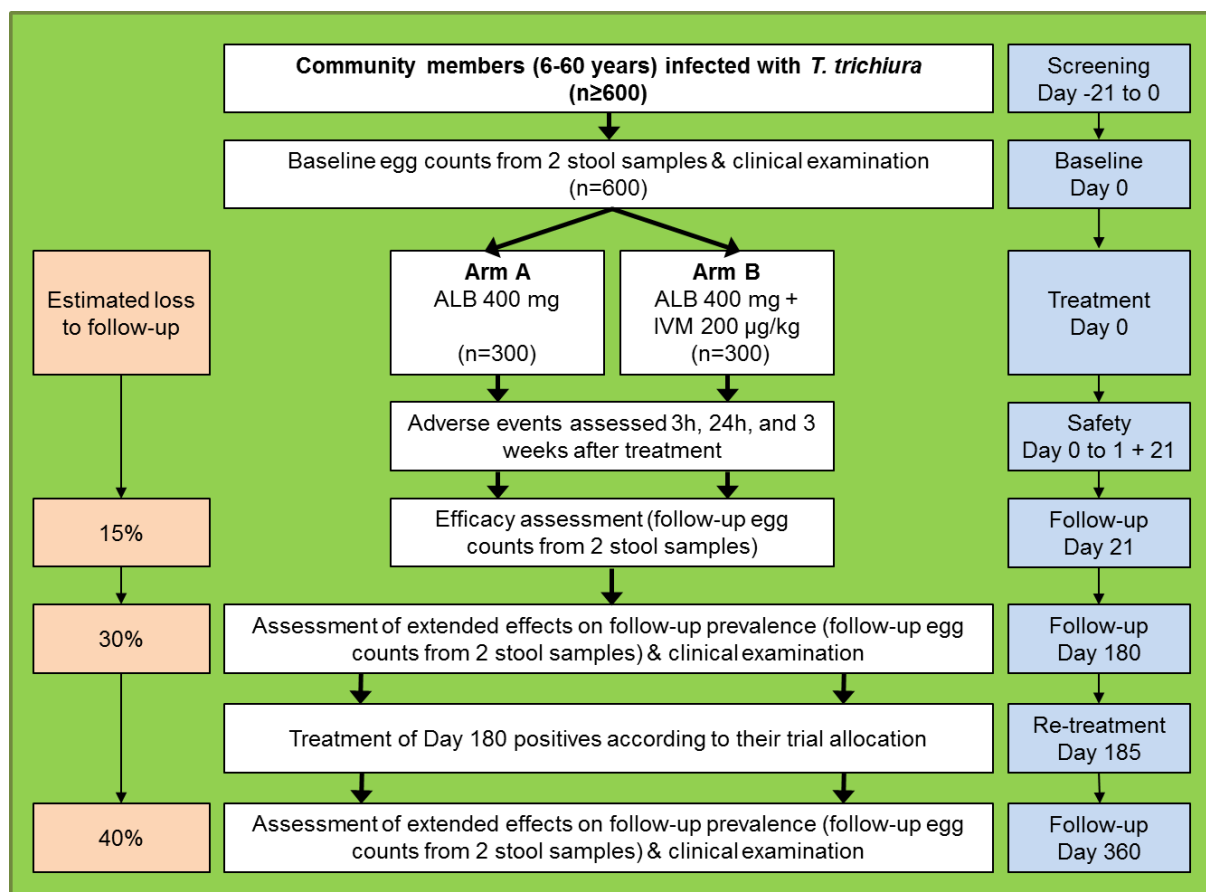 Community members (6-60 years) infected with T. trichiura
(n≥600)
Screening
Day -21 to 0
Baseline egg counts from 2 stool samples & clinical examination
(n=600)
Baseline
Day 0
Estimated loss
to follow-up
Arm A
ALB 400 mg
(n=300)
Arm B
ALB 400 mg +
IVM 200 µg/kg
(n=300)
Treatment
Day 0
Adverse events assessed 3h, 24h, and 3
weeks after treatment
Safety
Day 0 to 1 + 21
15%
Efficacy assessment (follow-up egg
counts from 2 stool samples)
Follow-up
Day 21
30%
Assessment of extended effects on follow-up prevalence (follow-up egg
counts from 2 stool samples) & clinical examination
Follow-up
Day 180
Treatment of Day 180 positives according to their trial allocation
Re-treatment
Day 185
40%
Assessment of extended effects on follow-up prevalence (follow-up egg
counts from 2 stool samples) & clinical examination
Follow-up
Day 360